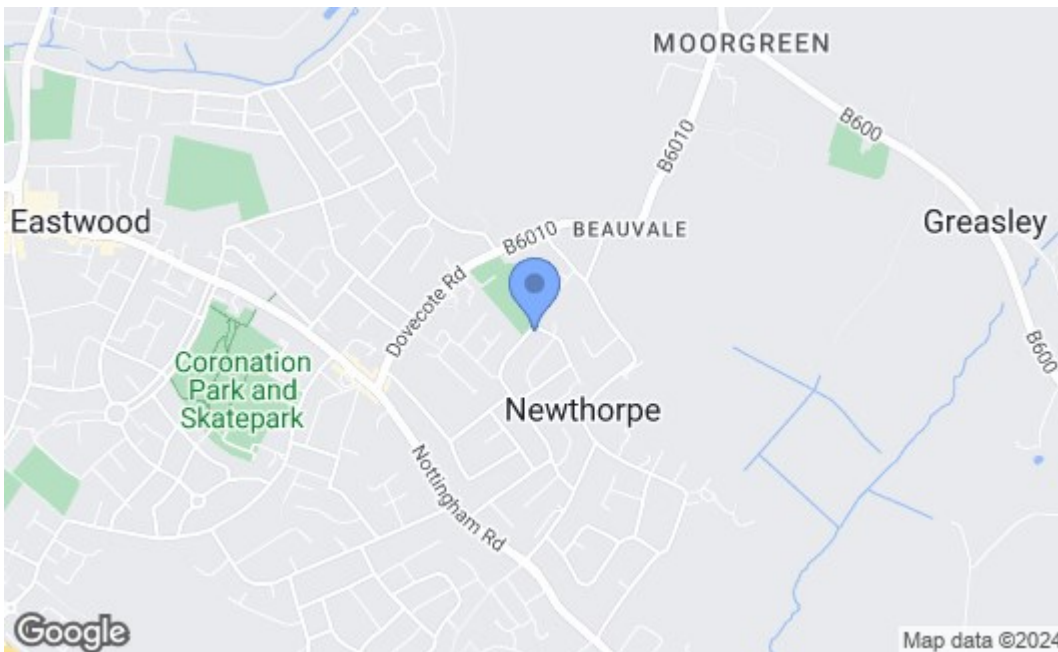 MOORGREEN
B600
B6010
Eastwood
Greasley
BEAUVALE
B6010
Dovecote Rd
B600
Coronation
Park and
Skatepark
Newthorpe
Nottingham Rd
Google
Map data ©2024